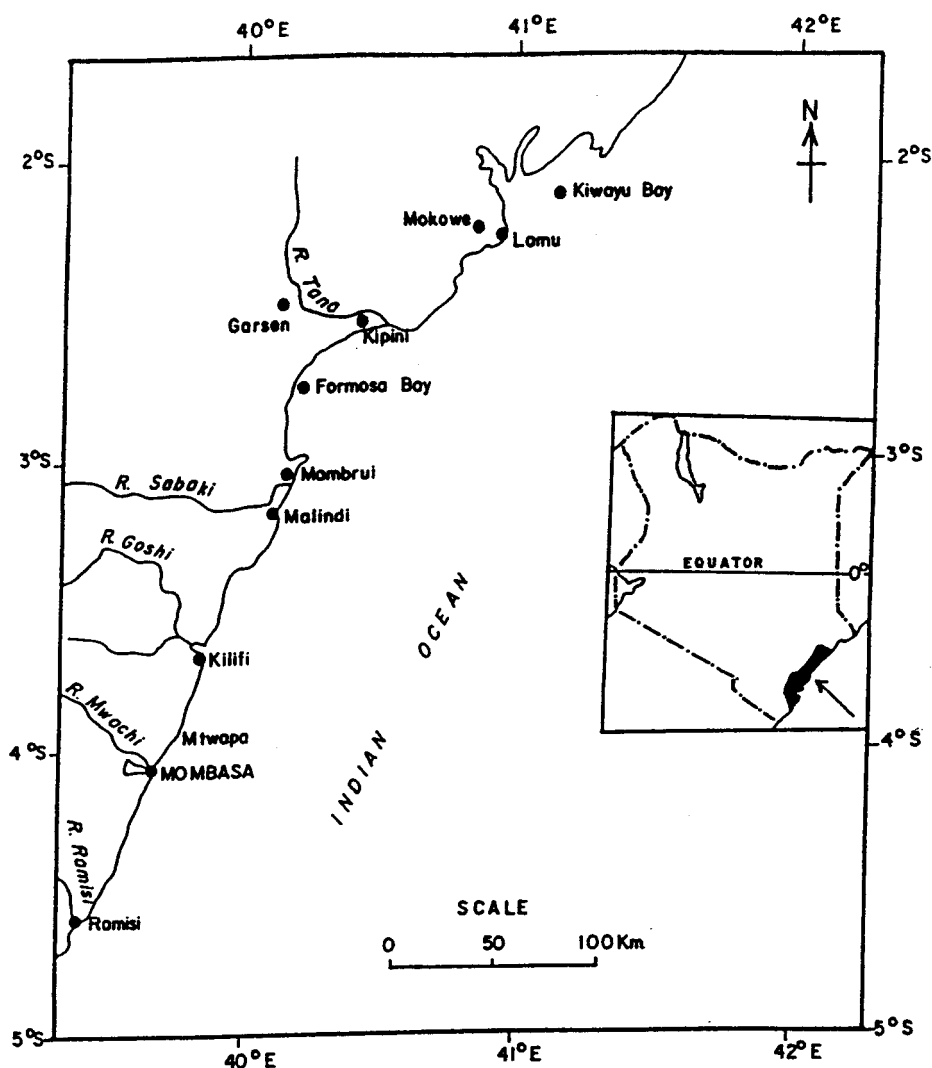 40°E 41°E 42°E
N
2°S 2°S
Kiwayu Bay
Mokowe
Lamu
R. Tana
Garsen
Kipini
Formosa Bay
3°S 3°S
Mambrui
R. Sabaki
Malindi
R. Goshi
EQUATOR 0°
INDIAN OCEAN
Kilifi
R. Mwachi
Mtwapa
4°S 4°S
MOMBASA
R. Ramisi
SCALE
Ramisi
0 50 100 Km
5°S 5°S
40°E 41°E 42°E